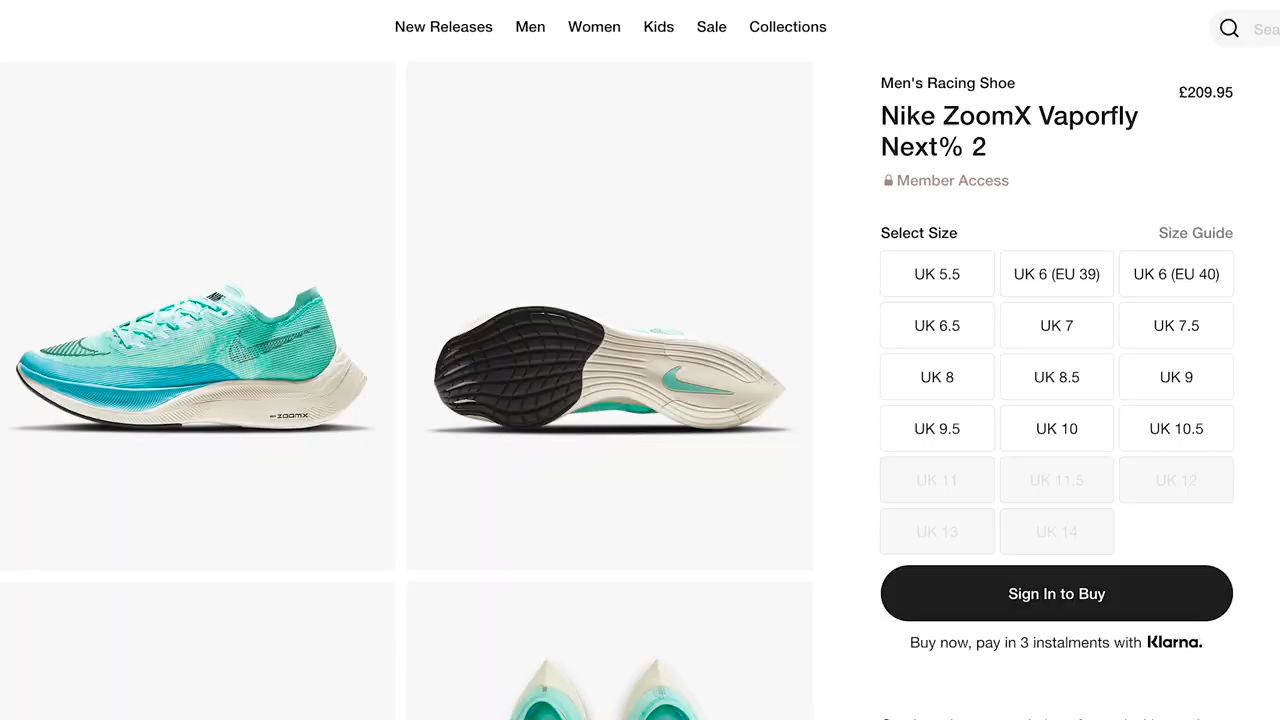 New Releases Men Women Kids Sale Collections
Sea
Men's Racing Shoe
£209.95
Nike ZoomX Vaporfly
Next% 2
Member Access
Select Size Size Guide
UK 5.5 UK 6 (EU 39) UK 6 (EU 40)
UK 6.5 UK 7 UK 7.5
UK 8 UK 8.5 UK 9
UK 9.5 UK 10 UK 10.5
UK 11 UK 11.5 UK 12
UK 13 UK 14
Sign In to Buy
Buy now, pay in 3 instalments with Klarna.
ZOOMX